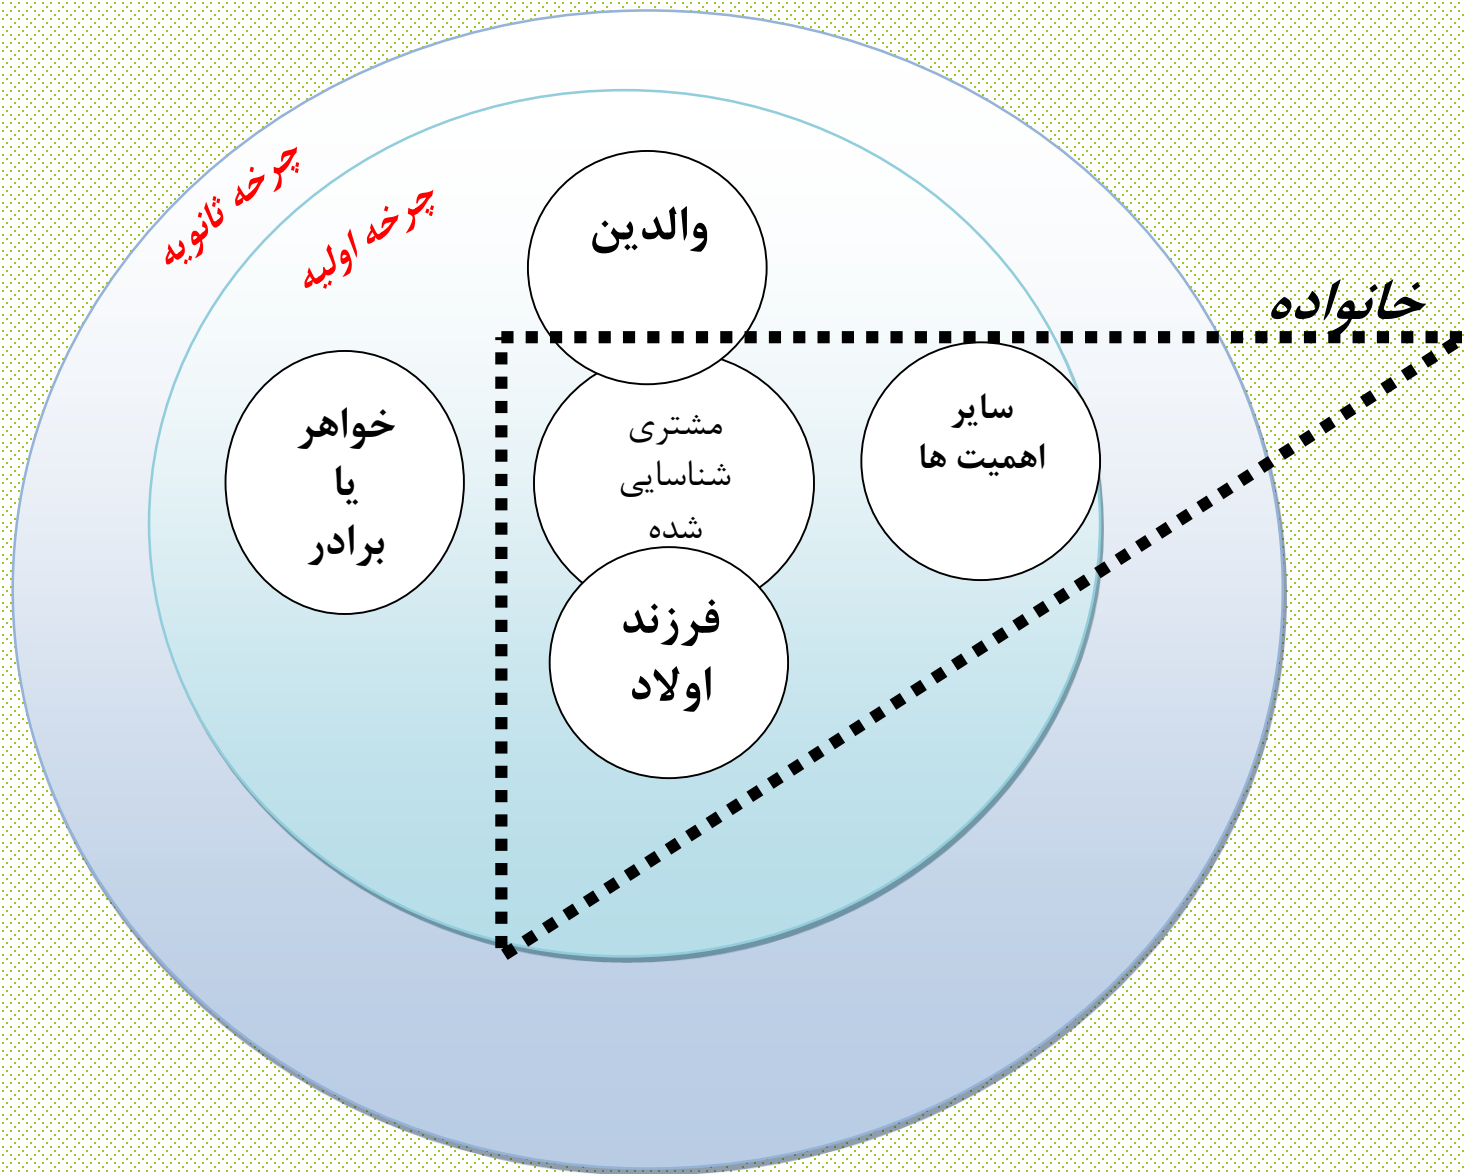 چرخه ثانویه
چرخه اولیه
والدین
خانواده
سایر
اهمیت ها
مشتری
شناسایی
شده
خواهر
یا
برادر
فرزند
اولاد